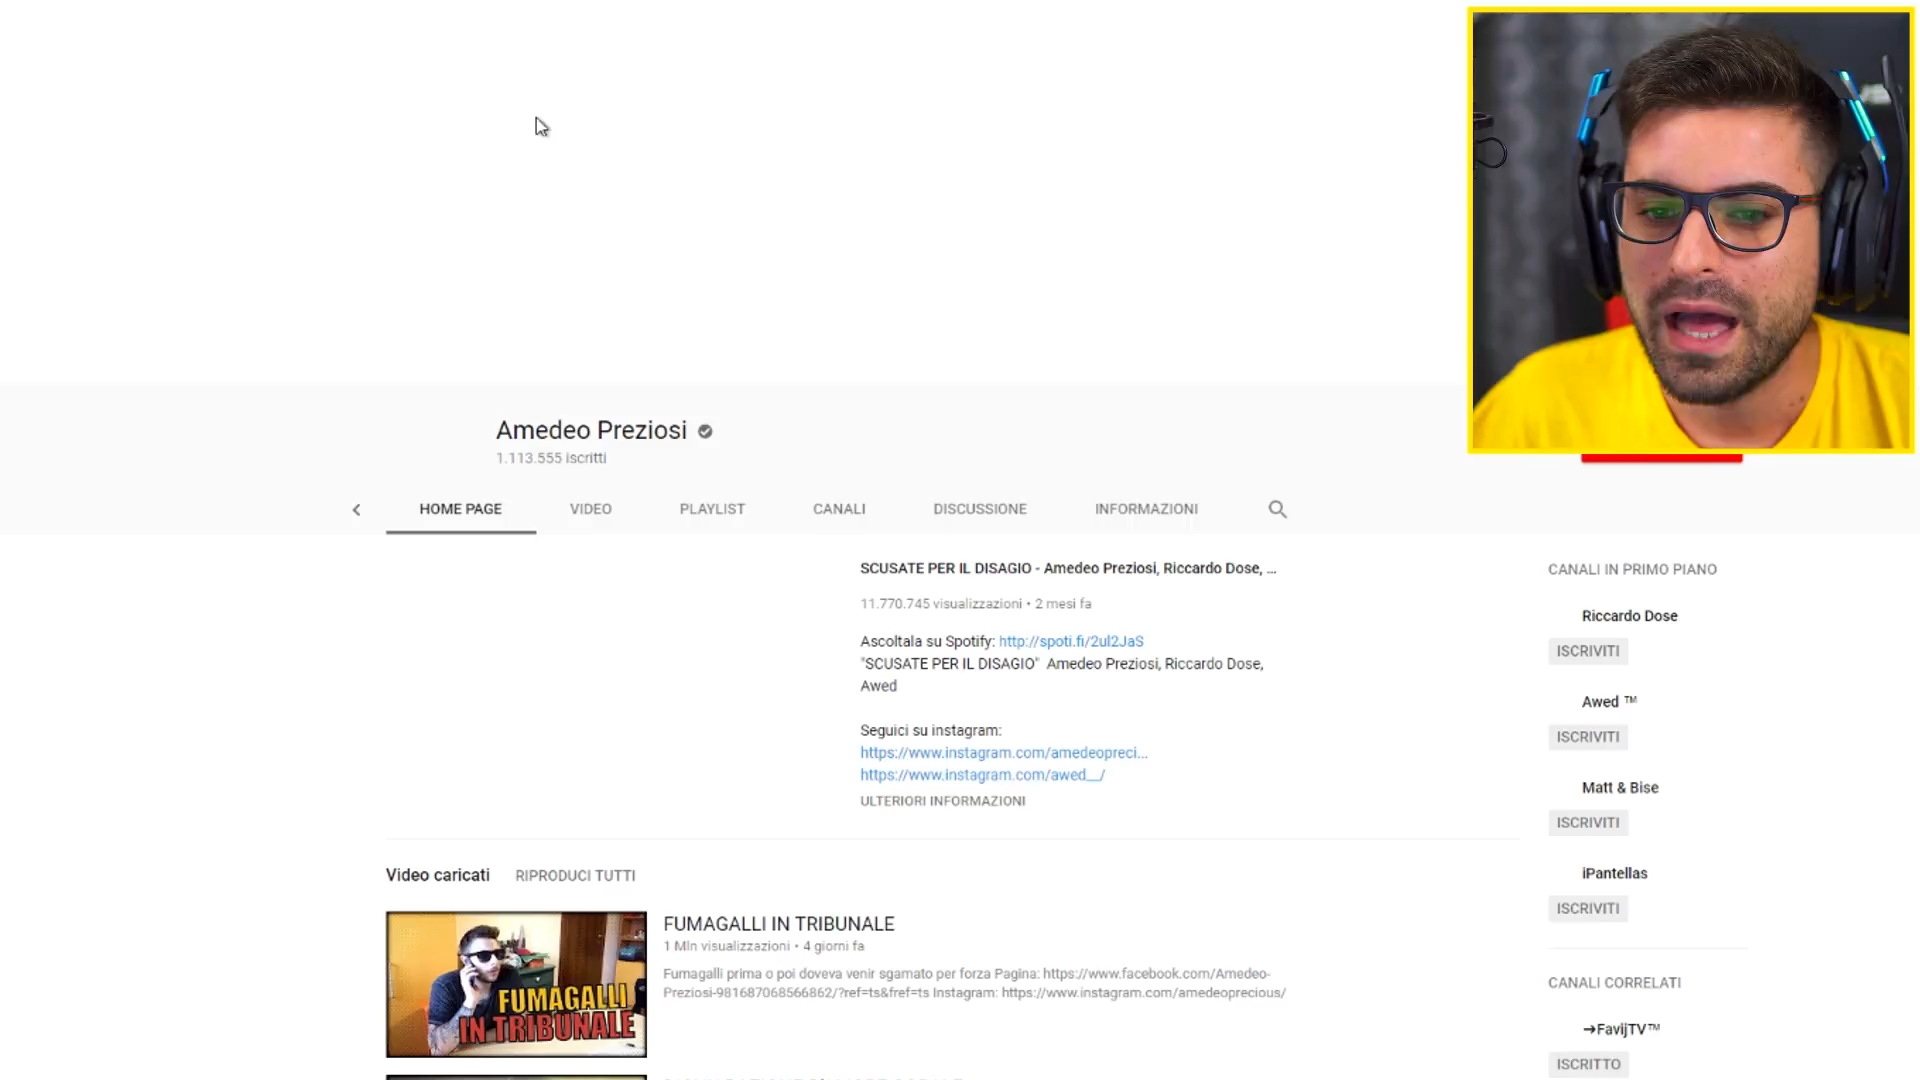 Amedeo Preziosi
1.113.555 iscritti
HOME PAGE
VIDEO
PLAYLIST
CANALI
DISCUSSIONE
INFORMAZIONI
SCUSATE PER IL DISAGIO - Amedeo Preziosi, Riccardo Dose, ...
11.770.745 visualizzazioni • 2 mesi fa
Ascoltala su Spotify: http://spoti.fi/2ul2JaS
"SCUSATE PER IL DISAGIO" Amedeo Preziosi, Riccardo Dose,
Awed
Seguici su instagram:
https://www.instagram.com/amedeopreci...
https://www.instagram.com/awed__/
ULTERIORI INFORMAZIONI
CANALI IN PRIMO PIANO
Riccardo Dose
ISCRIVITI
Awed ™
ISCRIVITI
Matt & Bise
ISCRIVITI
iPantellas
ISCRIVITI
CANALI CORRELATI
➔FavijTV™
ISCRITTO
Video caricati
RIPRODUCI TUTTI
FUMAGALLI
IN TRIBUNALE
FUMAGALLI IN TRIBUNALE
1 Mln visualizzazioni • 4 giorni fa
Fumagalli prima o poi doveva venir sgamato per forza Pagina: https://www.facebook.com/Amedeo-
Preziosi-981687068566862/?ref=ts&fref=ts Instagram: https://www.instagram.com/amedeoprecious/